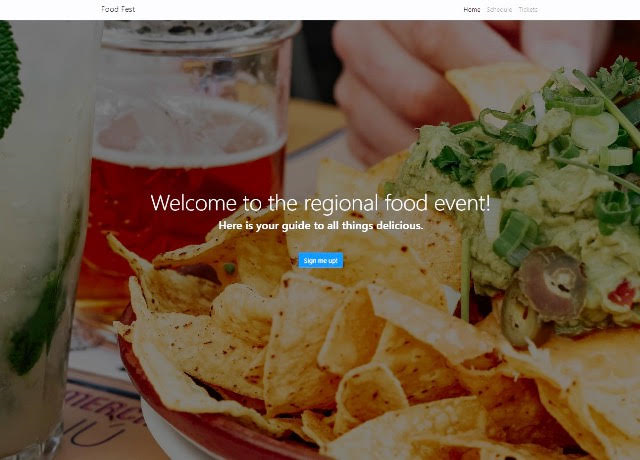 Food Fest
Home Schedule Tickets
Welcome to the regional food event!
Here is your guide to all things delicious.
Sign me up!